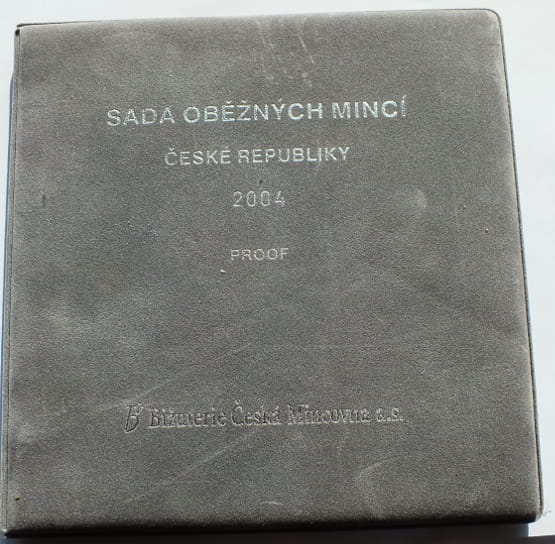 SADA OBĚŽNÝCH MINCÍ
ČESKÉ REPUBLIKY
2004
PROOF
Bižuterie Česká Mincovna a.s.